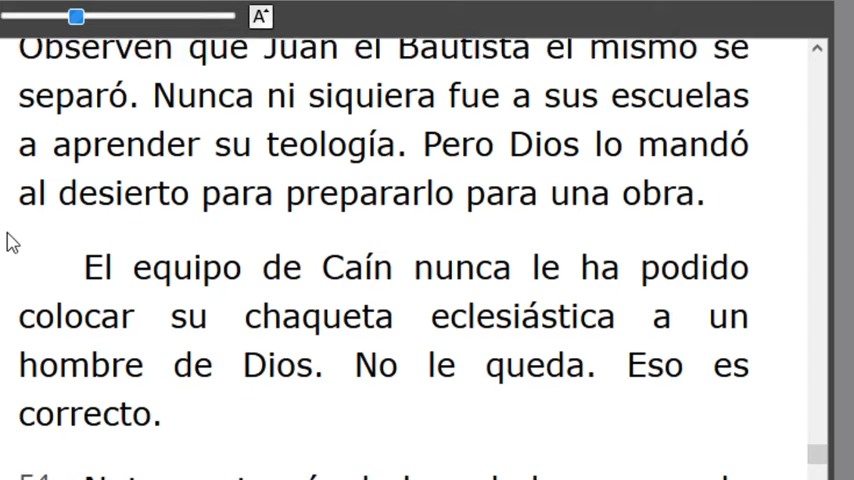 A
Observen que Juan el Bautista él mismo se
separó. Nunca ni siquiera fue a sus escuelas
a aprender su teología. Pero Dios lo mandó
al desierto para prepararlo para una obra.
El equipo de Caín nunca le ha podido
colocar su chaqueta eclesiástica a un
hombre de Dios. No le queda. Eso es
correcto.